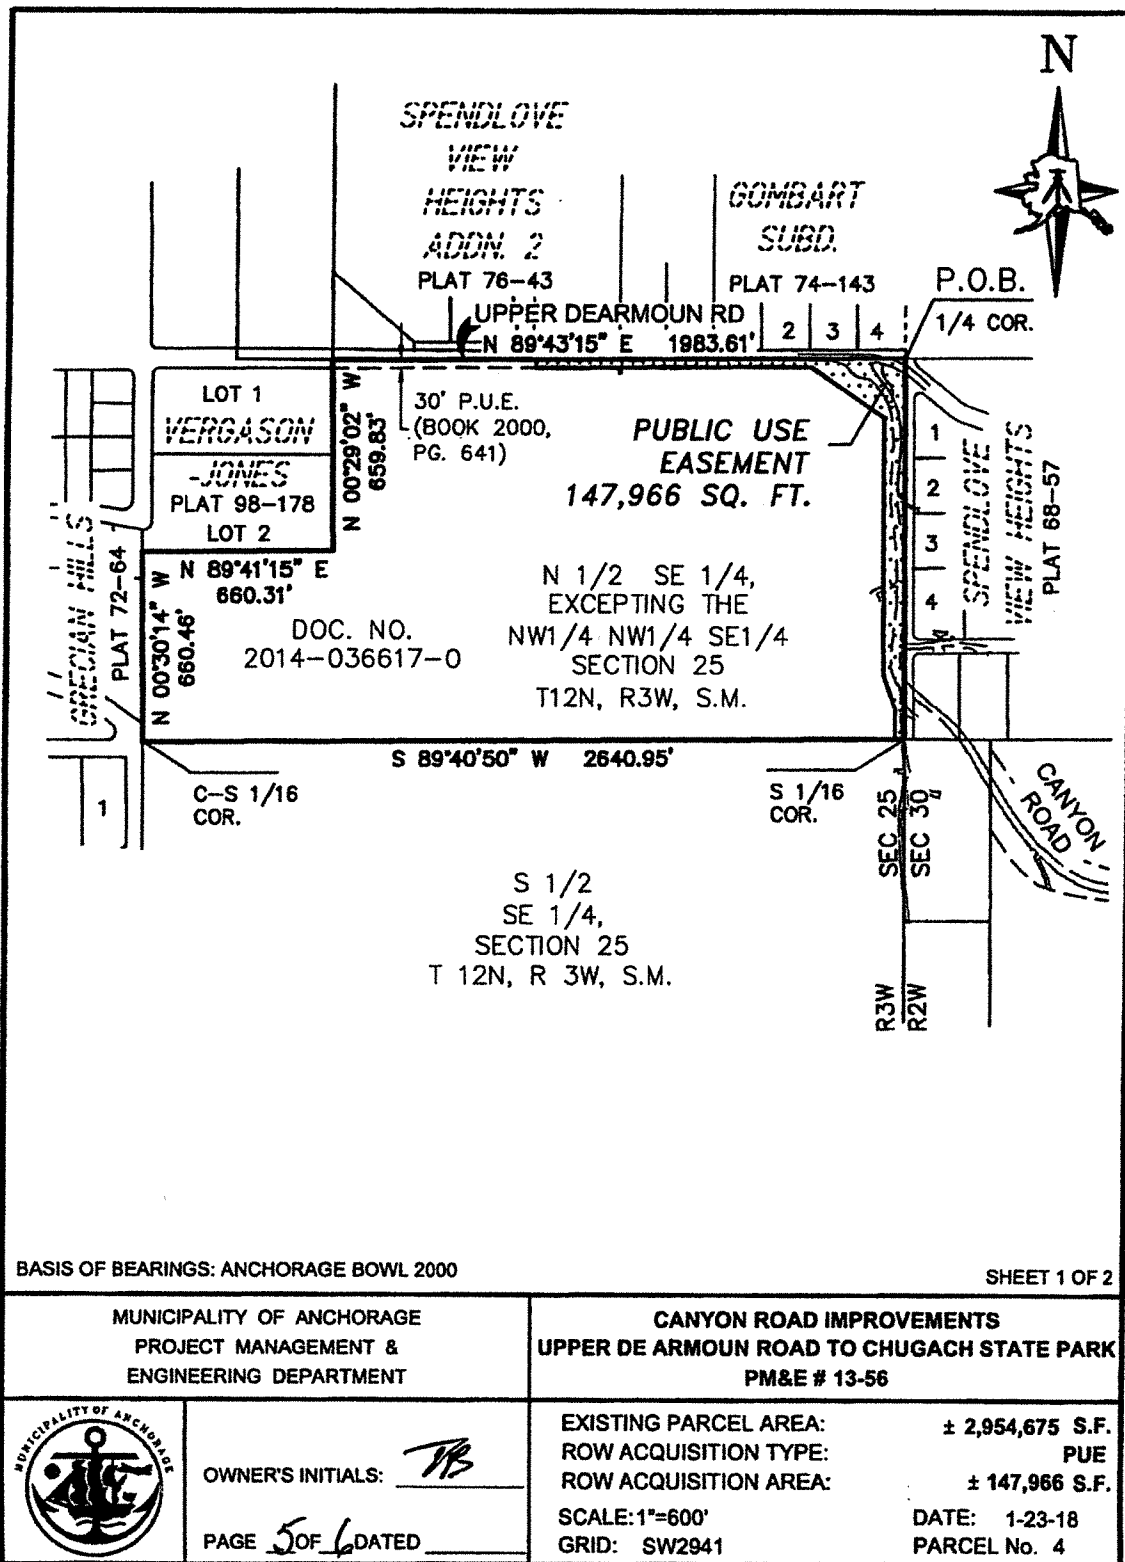 N
SPENDLOVE
VIEW
HEIGHTS
ADDN. 2
PLAT 76-43
GOMBART
SUBD.
PLAT 74-143
P.O.B.
1/4 COR.
UPPER DEARMOUN RD
N 89°43'15" E 1983.61'
2
3
4
LOT 1
VERGASON
-JONES
PLAT 98-178
LOT 2
N 00°29'02" W
659.83'
30' P.U.E.
(BOOK 2000,
PG. 641)
PUBLIC USE
EASEMENT
147,966 SQ. FT.
1
2
3
4
SPENDLOVE
VIEW HEIGHTS
PLAT 68-57
GRECIAN HILLS
PLAT 72-64
N 89°41'15" E
660.31'
N 00°30'14" W
660.46'
DOC. NO.
2014-036617-0
N 1/2 SE 1/4,
EXCEPTING THE
NW1/4 NW1/4 SE1/4
SECTION 25
T12N, R3W, S.M.
S 89°40'50" W 2640.95'
1
C-S 1/16
COR.
S 1/16
COR.
SEC 25
SEC 30
CANYON
ROAD
S 1/2
SE 1/4,
SECTION 25
T 12N, R 3W, S.M.
R3W
R2W
BASIS OF BEARINGS: ANCHORAGE BOWL 2000
SHEET 1 OF 2
MUNICIPALITY OF ANCHORAGE
PROJECT MANAGEMENT &
ENGINEERING DEPARTMENT
CANYON ROAD IMPROVEMENTS
UPPER DE ARMOUN ROAD TO CHUGACH STATE PARK
PM&E # 13-56
MUNICIPALITY OF ANCHORAGE
OWNER'S INITIALS:
PAGE 5 OF 6 DATED
EXISTING PARCEL AREA: ± 2,954,675 S.F.
ROW ACQUISITION TYPE: PUE
ROW ACQUISITION AREA: ± 147,966 S.F.
SCALE: 1"=600' DATE: 1-23-18
GRID: SW2941 PARCEL No. 4